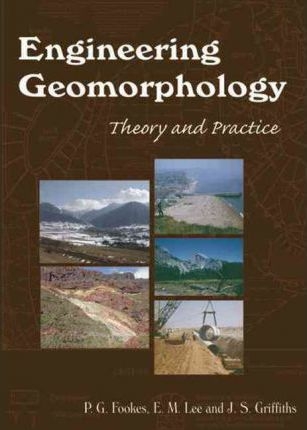 Engineering
Geomorphology
Theory and Practice
P. G. Fookes, E. M. Lee and J. S. Griffiths